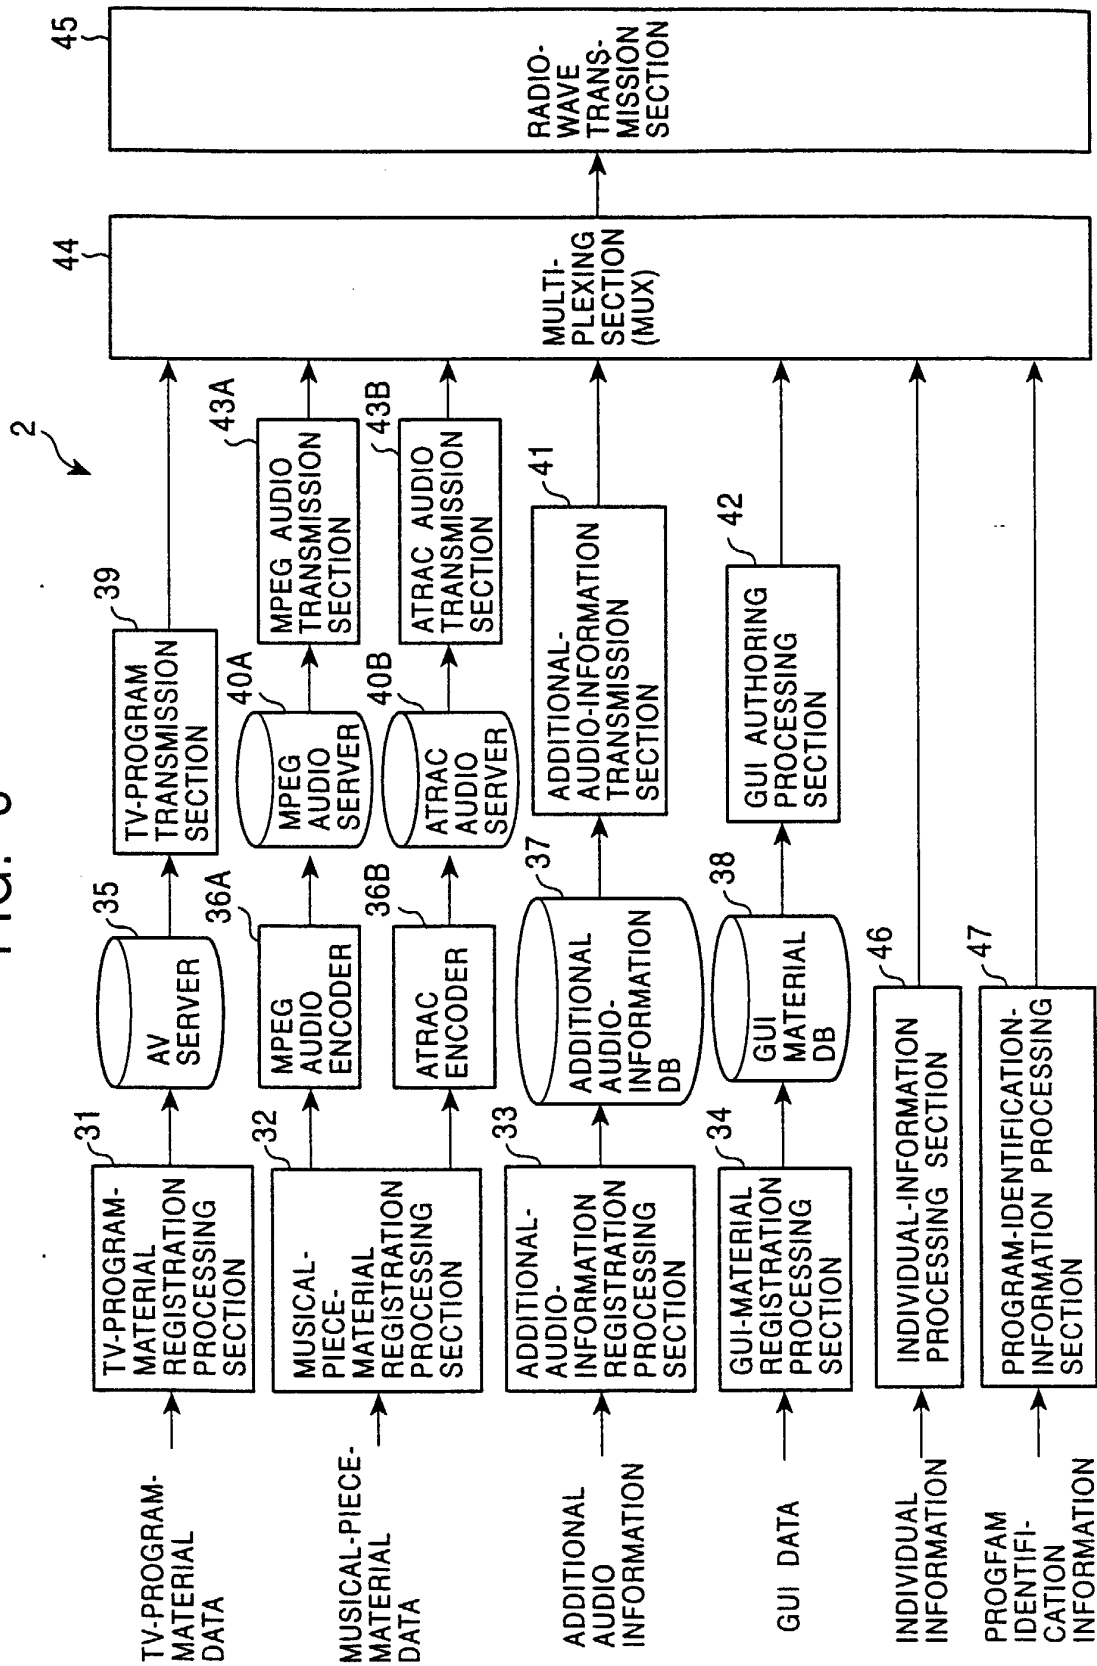 2
TV-PROGRAM-
MATERIAL
DATA
31
TV-PROGRAM-
MATERIAL
REGISTRATION
PROCESSING
SECTION
35
AV
SERVER
39
TV-PROGRAM
TRANSMISSION
SECTION
MUSICAL-PIECE-
MATERIAL
DATA
32
MUSICAL-
PIECE-
MATERIAL
REGISTRATION
PROCESSING
SECTION
36A
MPEG
AUDIO
ENCODER
40A
MPEG
AUDIO
SERVER
43A
MPEG AUDIO
TRANSMISSION
SECTION
36B
ATRAC
ENCODER
40B
ATRAC
AUDIO
SERVER
43B
ATRAC AUDIO
TRANSMISSION
SECTION
ADDITIONAL
AUDIO
INFORMATION
33
ADDITIONAL-
AUDIO-
INFORMATION
REGISTRATION
PROCESSING
SECTION
37
ADDITIONAL
AUDIO-
INFORMATION
DB
41
ADDITIONAL-
AUDIO-INFORMATION
TRANSMISSION
SECTION
GUI DATA
34
GUI-MATERIAL
REGISTRATION
PROCESSING
SECTION
38
GUI
MATERIAL
DB
42
GUI AUTHORING
PROCESSING
SECTION
INDIVIDUAL
INFORMATION
46
INDIVIDUAL-INFORMATION
PROCESSING SECTION
PROGFAM
IDENTIFI-
CATION
INFORMATION
47
PROGRAM-IDENTIFICATION-
INFORMATION PROCESSING
SECTION
44
MULTI-
PLEXING
SECTION
(MUX)
45
RADIO-
WAVE
TRANS-
MISSION
SECTION